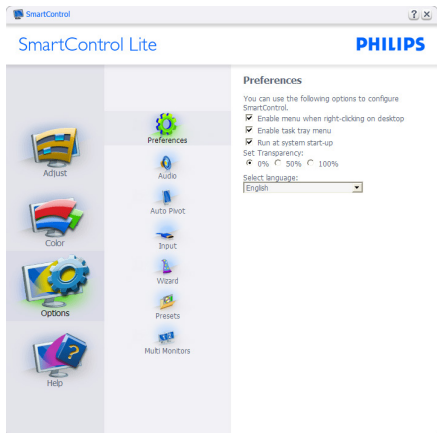 SmartControl
SmartControl Lite
PHILIPS
Adjust
Color
Options
Help
Preferences
Audio
Auto Pivot
Input
Wizard
Presets
Multi Monitors
Preferences
You can use the following options to configure
SmartControl.
Enable menu when right-clicking on desktop
Enable task tray menu
Run at system start-up
Set Transparency:
0% 50% 100%
Select language:
English